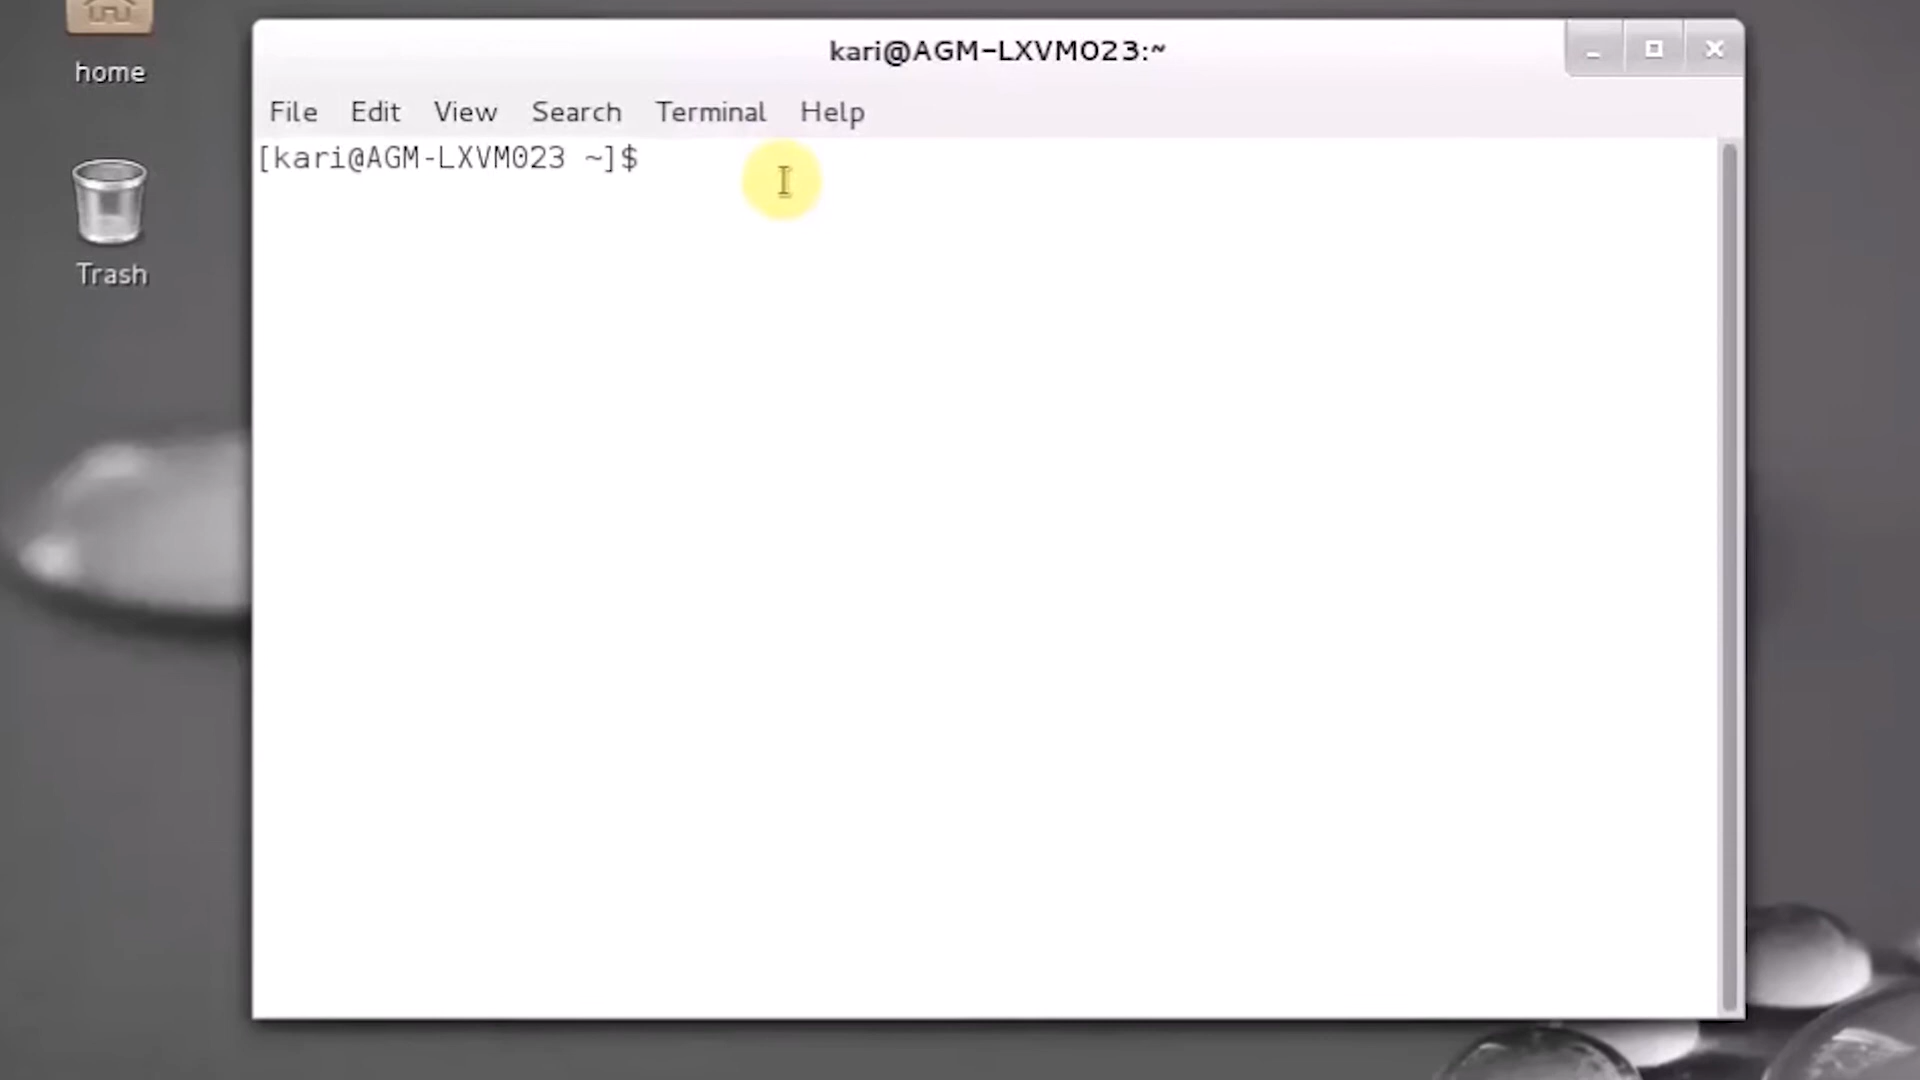 home
Trash
kari@AGM-LXVM023:~
File Edit View Search Terminal Help
[kari@AGM-LXVM023 ~]$